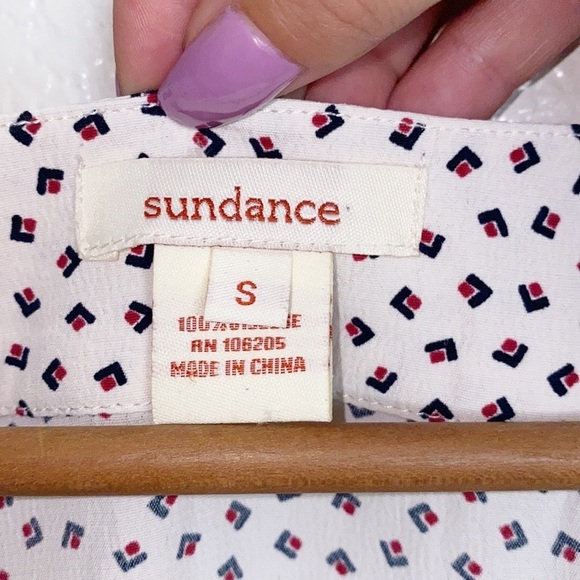 sundance
S
100%
RN 106205
MADE IN CHINA